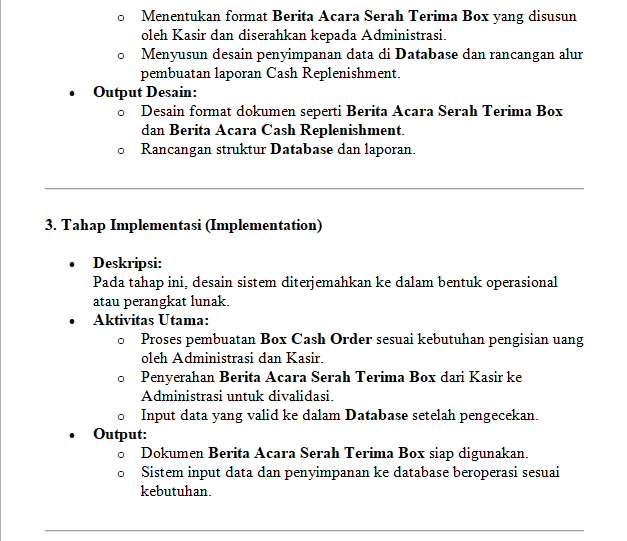 o Menentukan format Berita Acara Serah Terima Box yang disusun
oleh Kasir dan diserahkan kepada Administrasi.
o Menyusun desain penyimpanan data di Database dan rancangan alur
pembuatan laporan Cash Replenishment.
• Output Desain:
o Desain format dokumen seperti Berita Acara Serah Terima Box
dan Berita Acara Cash Replenishment.
o Rancangan struktur Database dan laporan.
3. Tahap Implementasi (Implementation)
• Deskripsi:
Pada tahap ini, desain sistem diterjemahkan ke dalam bentuk operasional
atau perangkat lunak.
• Aktivitas Utama:
o Proses pembuatan Box Cash Order sesuai kebutuhan pengisian uang
oleh Administrasi dan Kasir.
o Penyerahan Berita Acara Serah Terima Box dari Kasir ke
Administrasi untuk divalidasi.
o Input data yang valid ke dalam Database setelah pengecekan.
• Output:
o Dokumen Berita Acara Serah Terima Box siap digunakan.
o Sistem input data dan penyimpanan ke database beroperasi sesuai
kebutuhan.